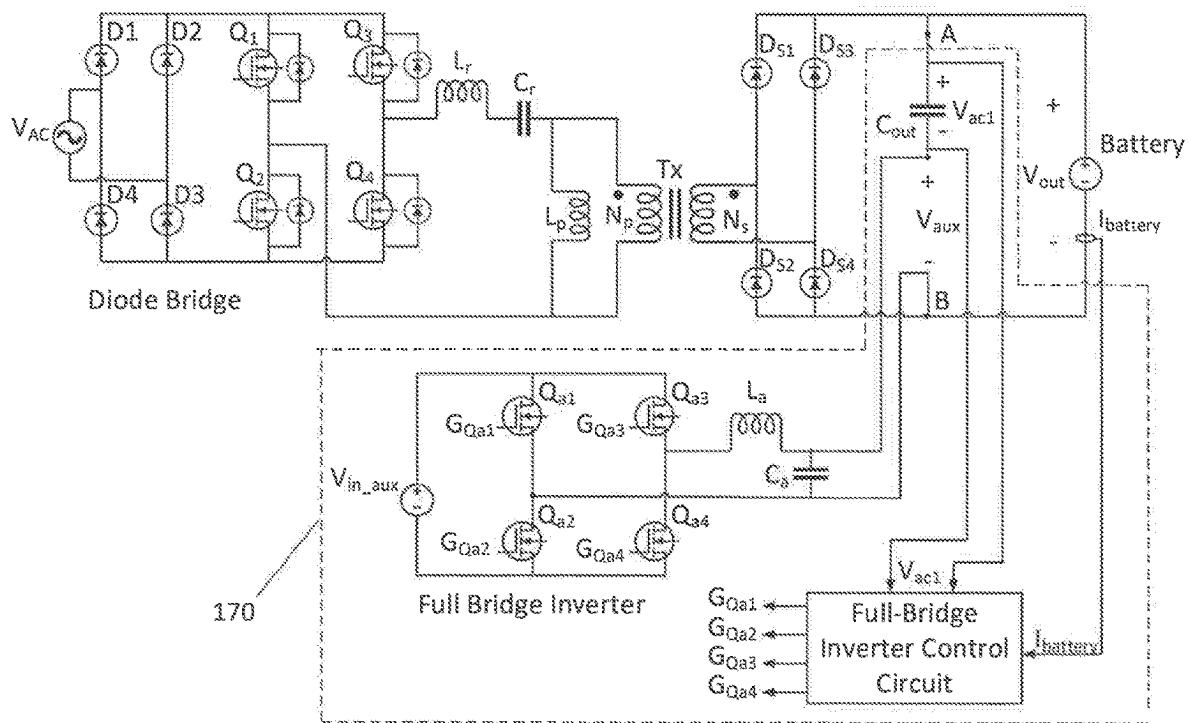 D1
D2
Q1
Q3
Lr
Cr
VAC
D4
D3
Q2
Q4
Lp
Np
Tx
Ns
Diode Bridge
DS1
DS3
DS2
DS4
A
+
Cout
Vac1
-
+
Vaux
-
B
+
Battery
Vout
Ibattery
-
Vin_aux
Qa1
GQa1
Qa3
GQa3
La
Ca
Qa2
GQa2
Qa4
GQa4
Full Bridge Inverter
170
Vac1
GQa1
GQa2
GQa3
GQa4
Full-Bridge
Inverter Control
Circuit
Ibattery